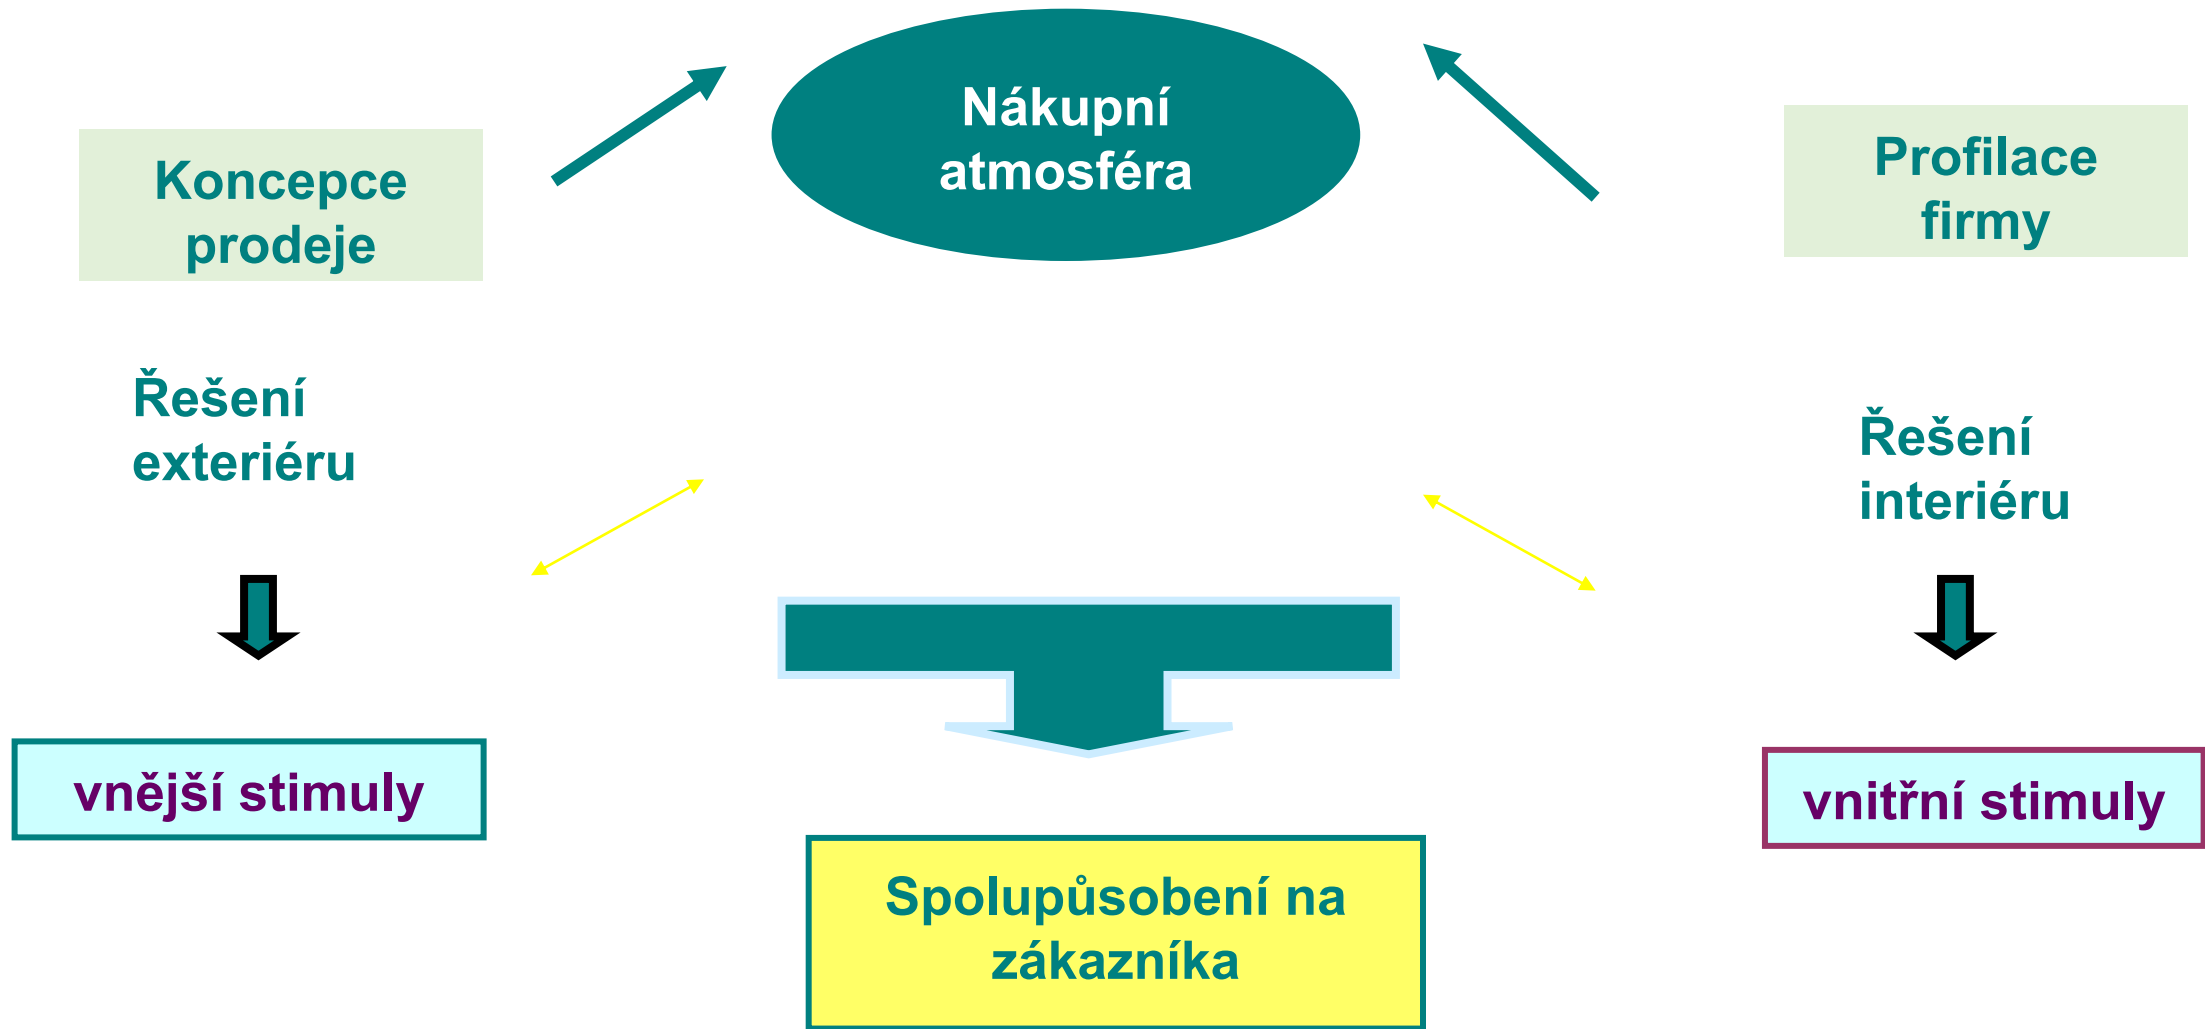 Nákupní
atmosféra
Koncepce
prodeje
Profilace
firmy
Řešení
exteriéru
Řešení
interiéru
vnější stimuly
vnitřní stimuly
Spolupůsobení na
zákazníka